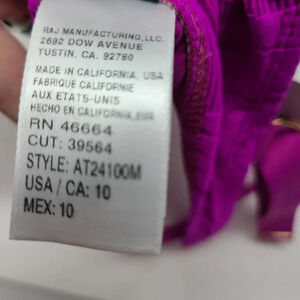 RAJ MANUFACTURING, LLC.
2692 DOW AVENUE
TUSTIN, CA. 92780
MADE IN CALIFORNIA, USA
FABRIQUE CALIFORNIE
AUX ETATS-UNIS
HECHO EN CALIFORNIA, EUA
RN 46664
CUT: 39564
STYLE: AT24100M
USA / CA: 10
MEX: 10